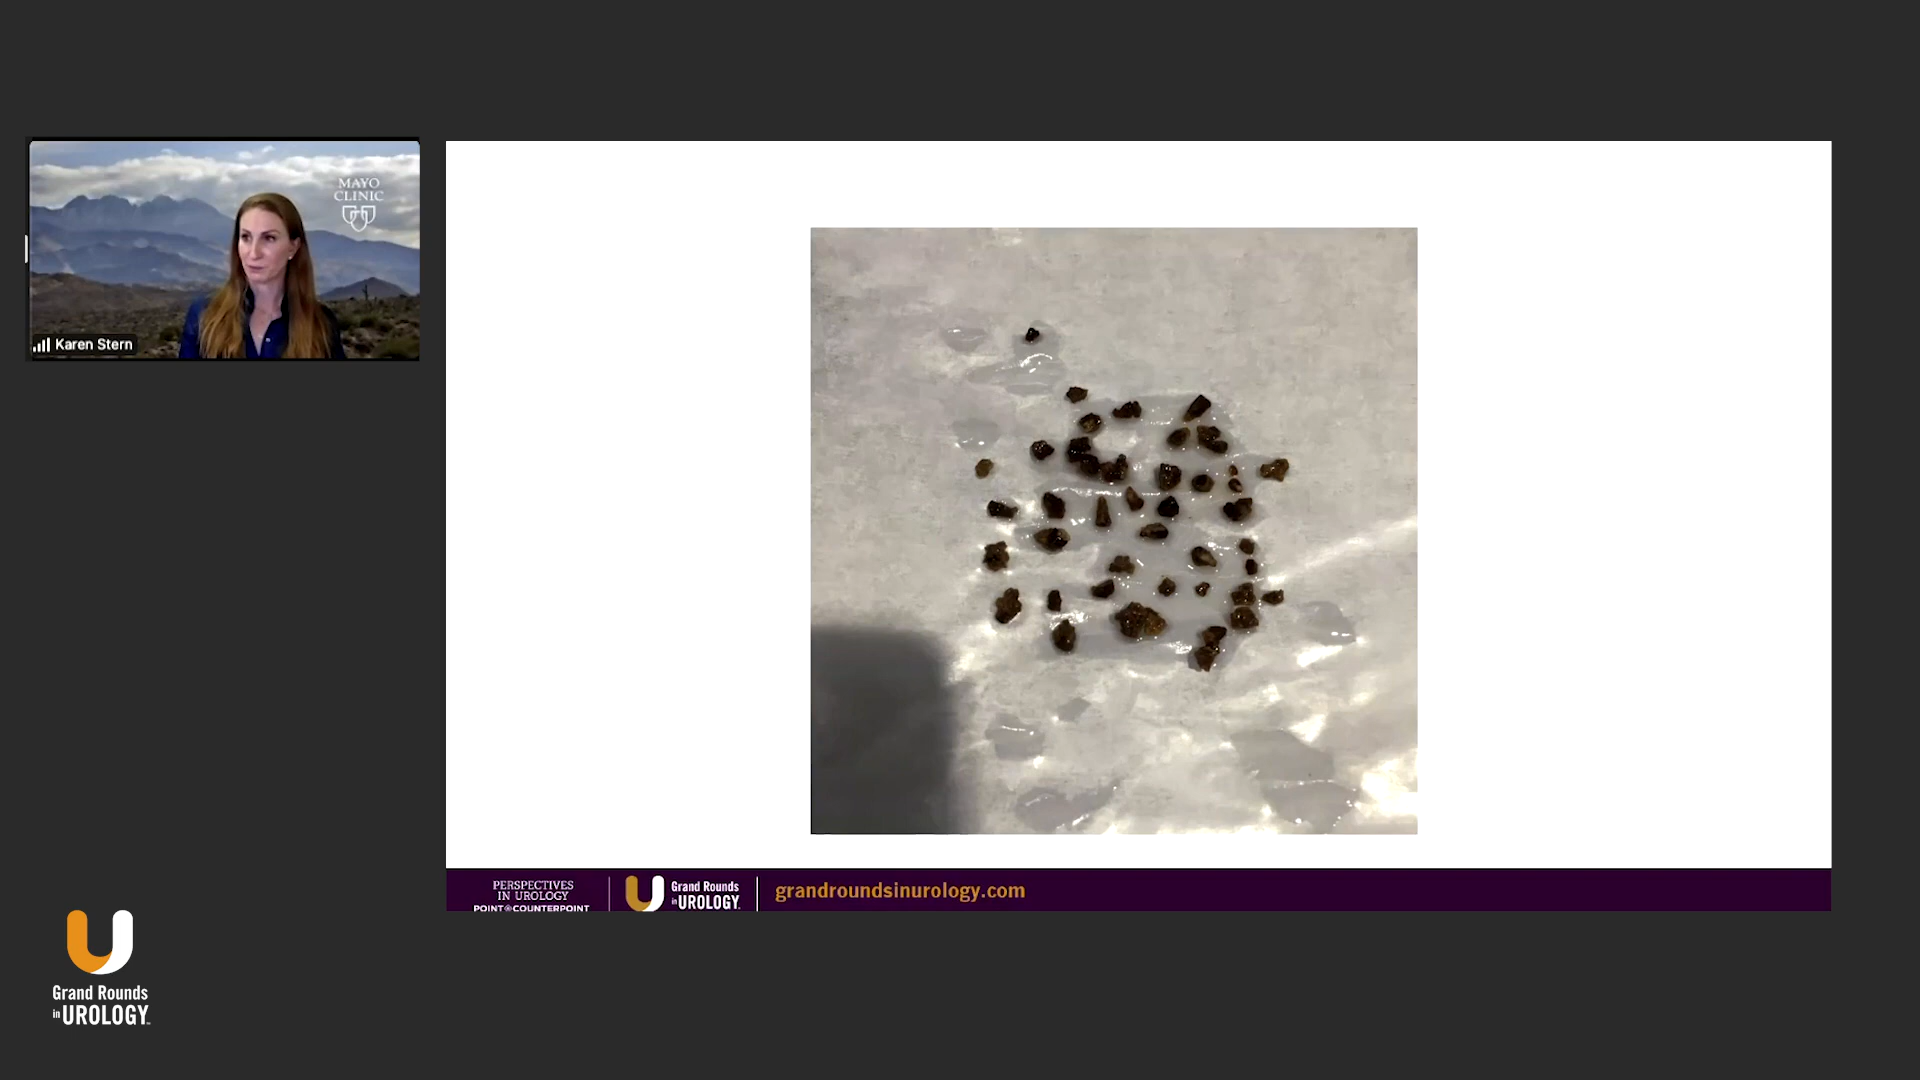 MAYO
CLINIC
Karen Stern
PERSPECTIVES
IN UROLOGY
POINT COUNTERPOINT
Grand Rounds
in UROLOGY
grandroundsinurology.com
Grand Rounds
in UROLOGY